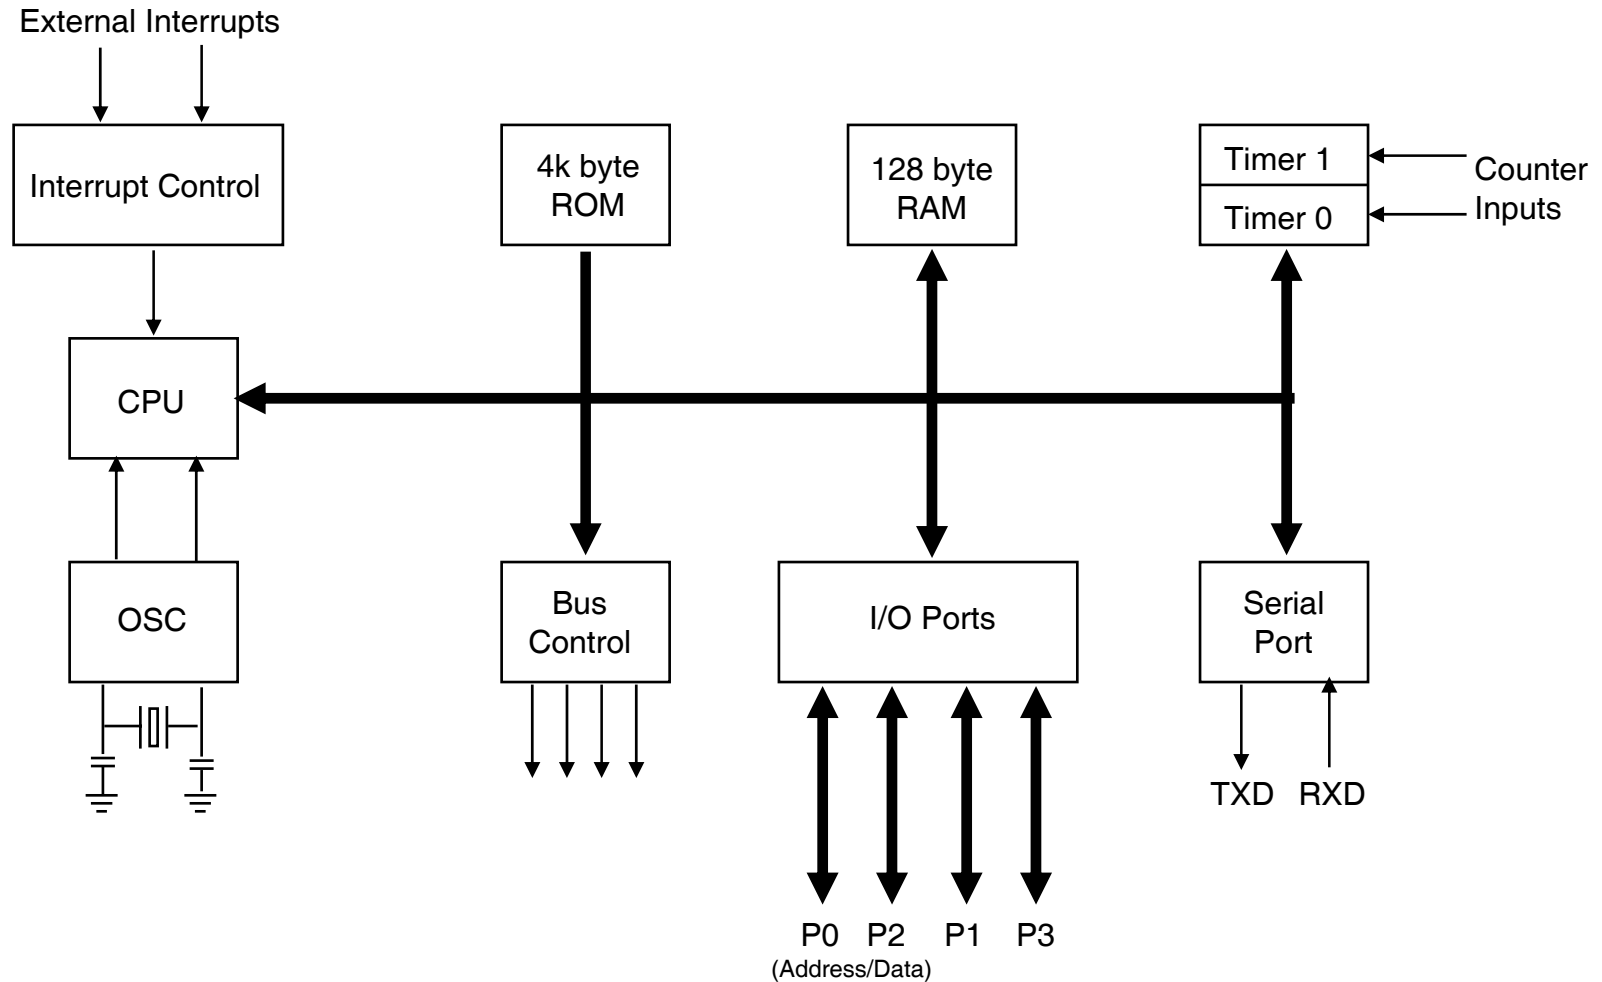 External Interrupts
Interrupt Control
4k byte
ROM
128 byte
RAM
Timer 1
Timer 0
Counter
Inputs
CPU
OSC
Bus
Control
I/O Ports
Serial
Port
TXD RXD
P0 P2 P1 P3
(Address/Data)